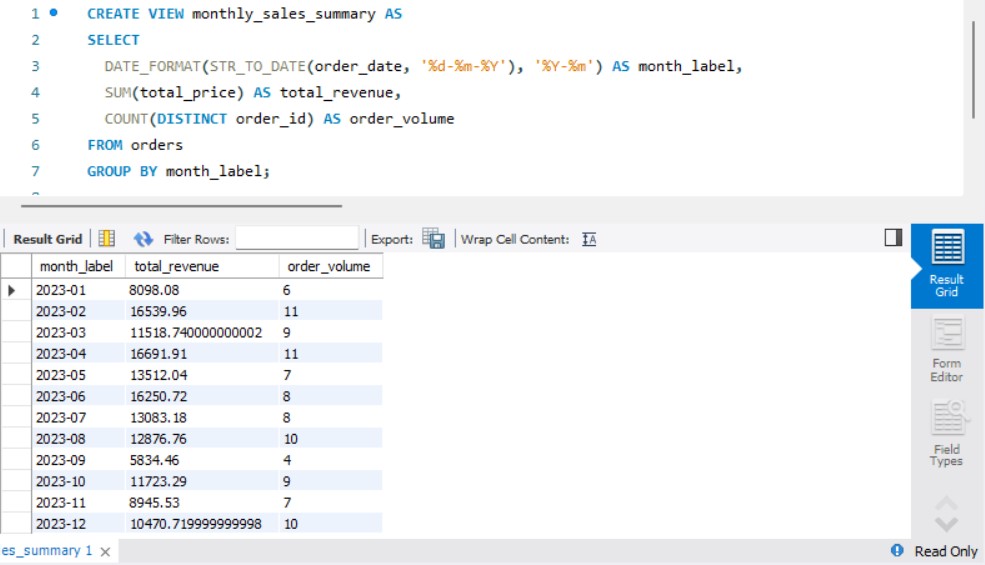 1 CREATE VIEW monthly_sales_summary AS
2 SELECT
3 DATE_FORMAT(STR_TO_DATE(order_date, '%d-%m-%Y'), '%Y-%m') AS month_label,
4 SUM(total_price) AS total_revenue,
5 COUNT(DISTINCT order_id) AS order_volume
6 FROM orders
7 GROUP BY month_label;
Result Grid Filter Rows: Export: Wrap Cell Content: IA
month_label total_revenue order_volume
2023-01 8098.08 6
2023-02 16539.96 11
2023-03 11518.740000000002 9
2023-04 16691.91 11
2023-05 13512.04 7
2023-06 16250.72 8
2023-07 13083.18 8
2023-08 12876.76 10
2023-09 5834.46 4
2023-10 11723.29 9
2023-11 8945.53 7
2023-12 10470.719999999998 10
Result
Grid
Form
Editor
Field
Types
es_summary 1
Read Only